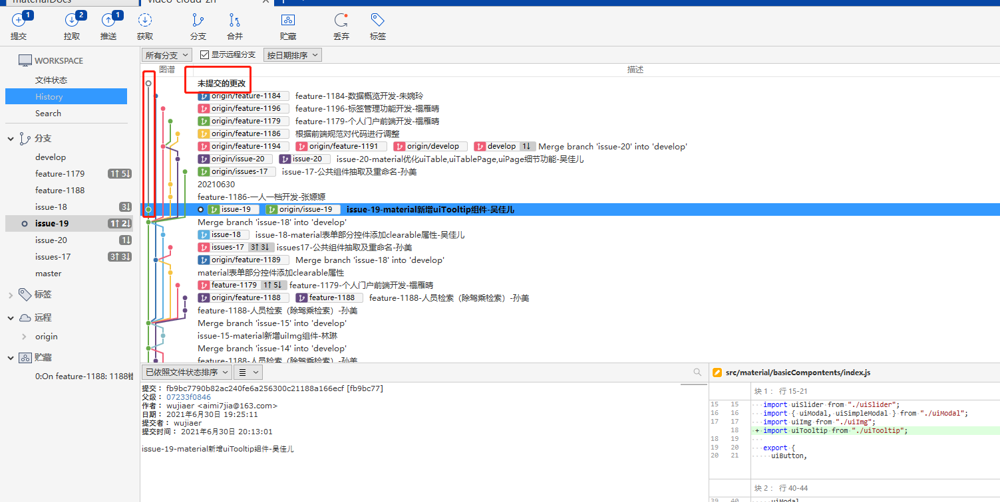 materialDocs video-cloud-zn
1 2 1
提交 拉取 推送 获取 分支 合并 贮藏 丢弃 标签
WORKSPACE
文件状态
History
Search
分支
develop
feature-1179 1↑ 5↓
feature-1188
issue-18 3↓
issue-19 1↑ 2↓
issue-20 1↓
issues-17 3↑ 3↓
master
标签
远程
origin
贮藏
0:On feature-1188: 1188错
所有分支 显示远程分支 按日期排序
图谱 描述
未提交的更改
origin/feature-1184 feature-1184-数据概览开发-朱婉玲
origin/feature-1196 feature-1196-标签管理功能开发-禤雁晴
origin/feature-1179 feature-1179-个人门户前端开发-禤雁晴
origin/feature-1186 根据前端规范对代码进行调整
origin/feature-1194 origin/feature-1191 origin/develop develop 1↓ Merge branch 'issue-20' into 'develop'
origin/issue-20 issue-20 issue-20-material优化uiTable,uiTablePage,uiPage细节功能-吴佳儿
origin/issues-17 issue-17-公共组件抽取及重命名-孙美
20210630
feature-1186-一人一档开发-张嫄嫄
issue-19 origin/issue-19 issue-19-material新增uiTooltip组件-吴佳儿
Merge branch 'issue-18' into 'develop'
issue-18 issue-18-material表单部分控件添加clearable属性-吴佳儿
issues-17 3↑ 3↓ issues17-公共组件抽取及重命名-孙美
origin/feature-1189 Merge branch 'issue-18' into 'develop'
material表单部分控件添加clearable属性
feature-1179 1↑ 5↓ feature-1179-个人门户前端开发-禤雁晴
origin/feature-1188 feature-1188 feature-1188-人员检索（除驾乘检索）-孙美
feature-1188-人员检索（除驾乘检索）-孙美
Merge branch 'issue-15' into 'develop'
issue-15-material新增uiImg组件-林琳
Merge branch 'issue-14' into 'develop'
feature-1188-人员检索（除驾乘检索）-孙美
已依照文件状态排序
提交： fb9bc7790b82ac240fe6a256300c21188a166ecf [fb9bc77]
父级： 07233f0846
作者： wujiaer <aimi7jia@163.com>
日期： 2021年6月30日 19:25:11
提交者： wujiaer
提交时间： 2021年6月30日 20:13:01
issue-19-material新增uiTooltip组件-吴佳儿
src/material/basicCompontents/index.js
块 1： 行 15-21
15 15 import uiSlider from "./uiSlider";
16 16 import { uiModal, uiSimpleModal } from "./uiModal";
17 17 import uiImg from "./uiImg";
18 + import uiTooltip from "./uiTooltip";
18 19
19 20 export {
20 21 uiButton,
块 2： 行 40-44
39 40 uiModal